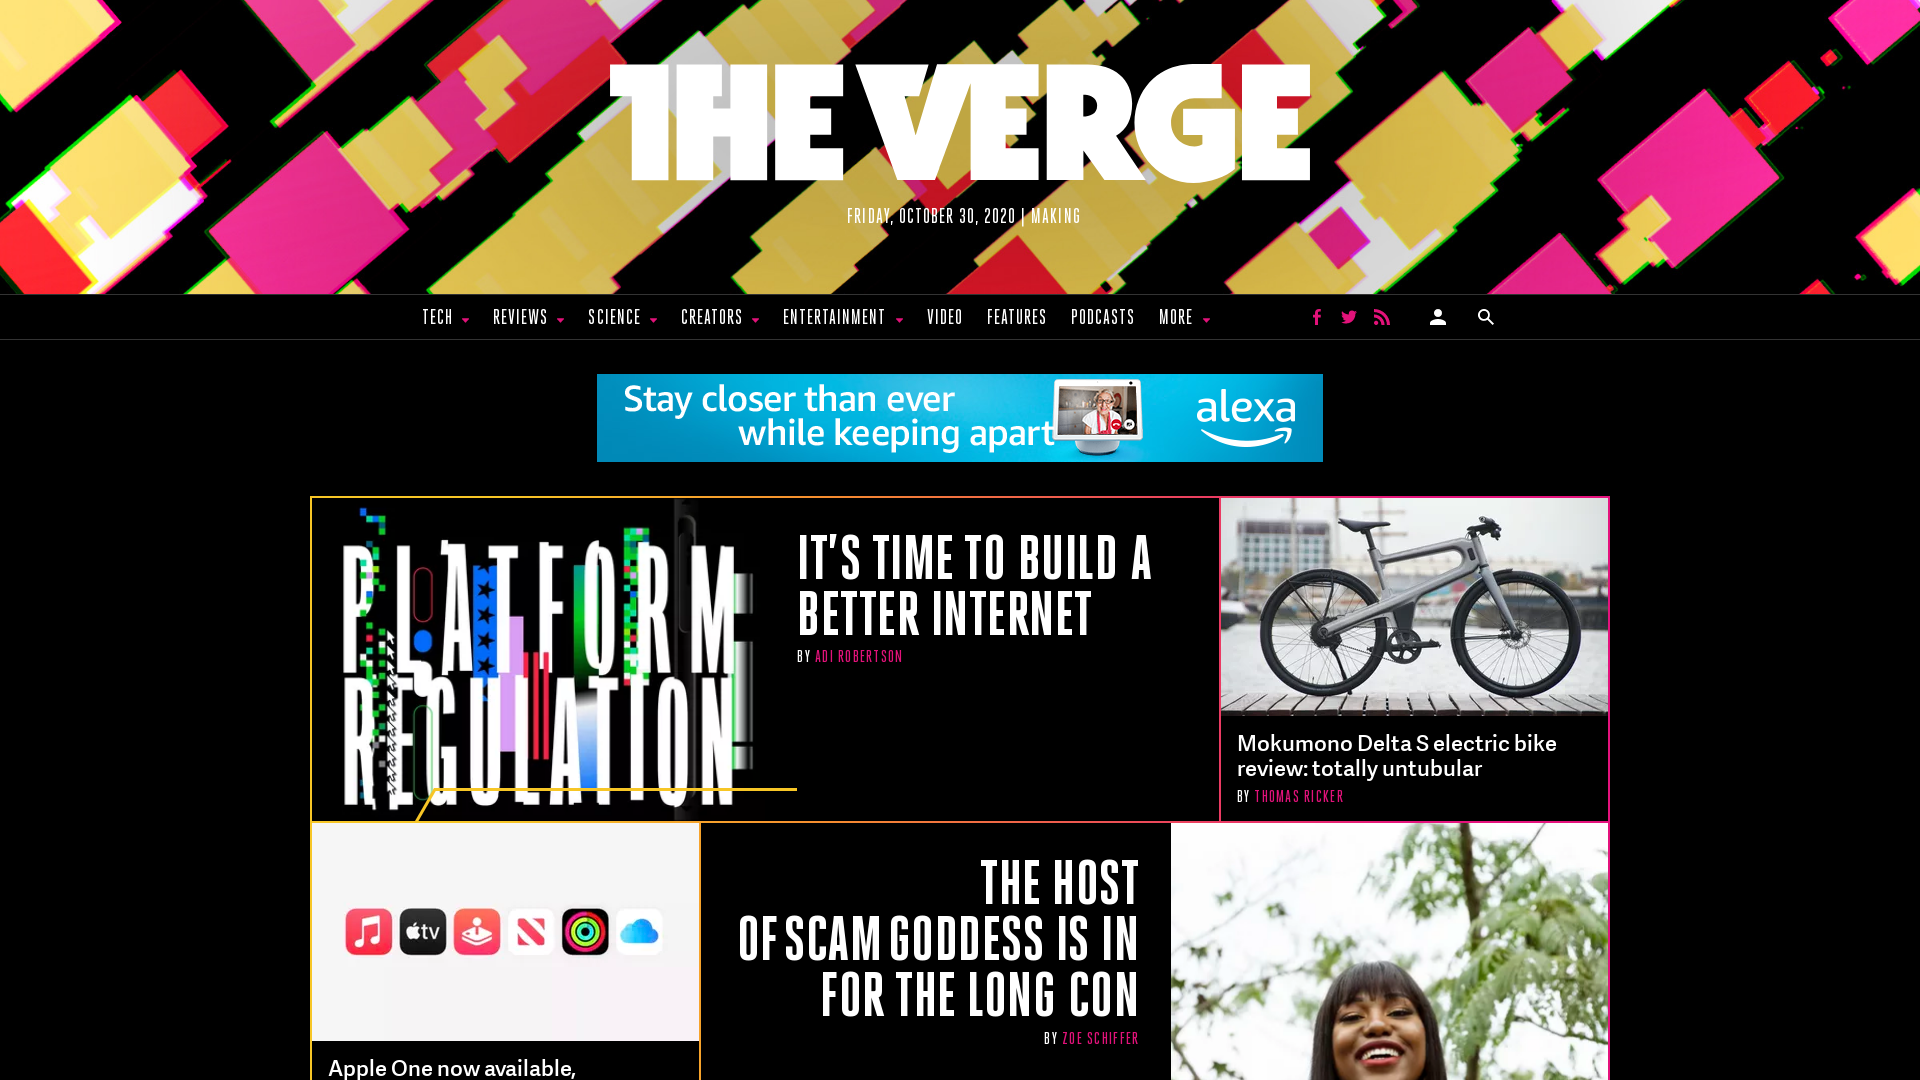 THE VERGE
FRIDAY, OCTOBER 30, 2020 | MAKING
TECH REVIEWS SCIENCE CREATORS ENTERTAINMENT VIDEO FEATURES PODCASTS MORE
Stay closer than ever
while keeping apart
alexa
PLATFORM
REGULATION
IT'S TIME TO BUILD A
BETTER INTERNET
BY ADI ROBERTSON
Mokumono Delta S electric bike
review: totally untubular
BY THOMAS RICKER
tv
Apple One now available,
THE HOST
OF SCAM GODDESS IS IN
FOR THE LONG CON
BY ZOE SCHIFFER